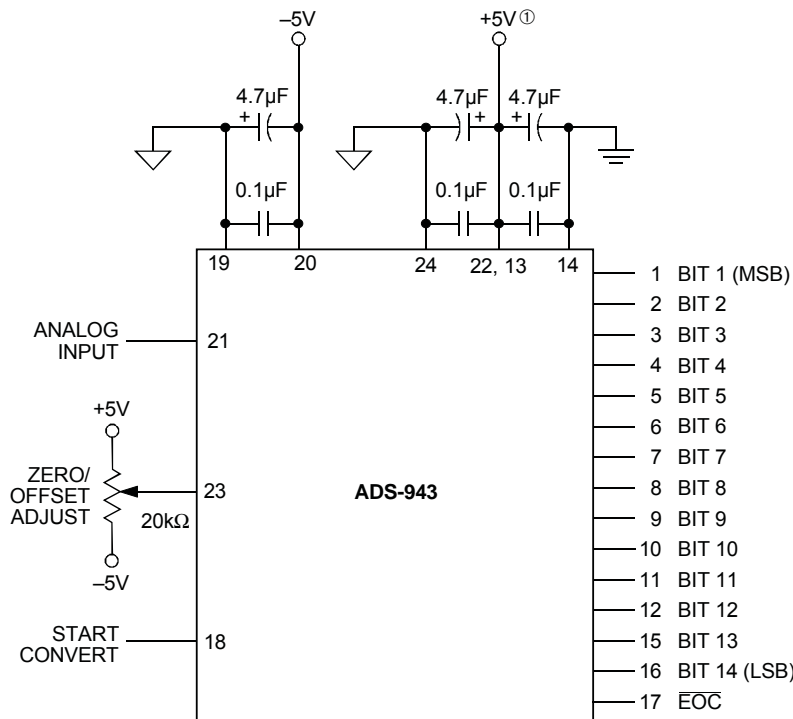 –5V
+5V ①
4.7µF
+
4.7µF
+
4.7µF
+
0.1µF
0.1µF
0.1µF
19
20
24
22, 13
14
ANALOG
INPUT
21
+5V
ZERO/
OFFSET
ADJUST
20kΩ
23
–5V
START
CONVERT
18
ADS-943
1 BIT 1 (MSB)
2 BIT 2
3 BIT 3
4 BIT 4
5 BIT 5
6 BIT 6
7 BIT 7
8 BIT 8
9 BIT 9
10 BIT 10
11 BIT 11
12 BIT 12
15 BIT 13
16 BIT 14 (LSB)
17 E̅O̅C̅